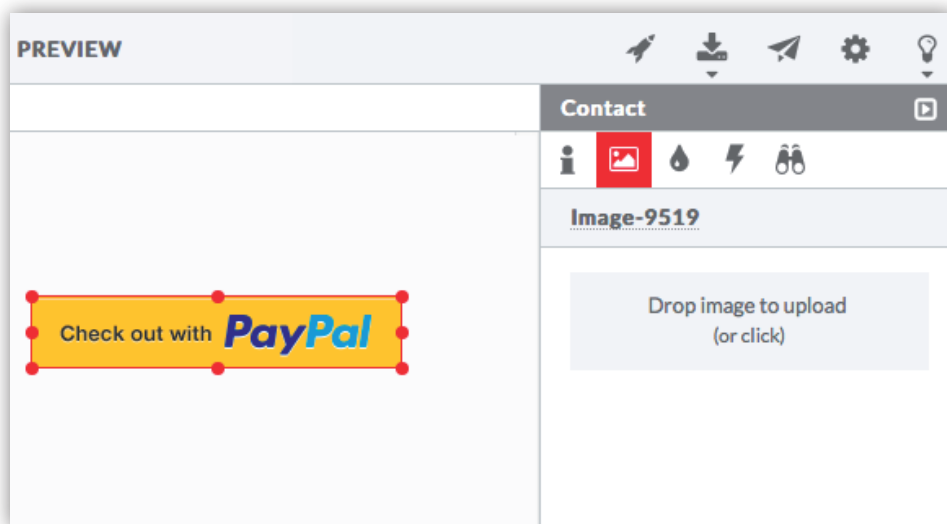 PREVIEW
Contact
Image-9519
Drop image to upload
(or click)
Check out with PayPal